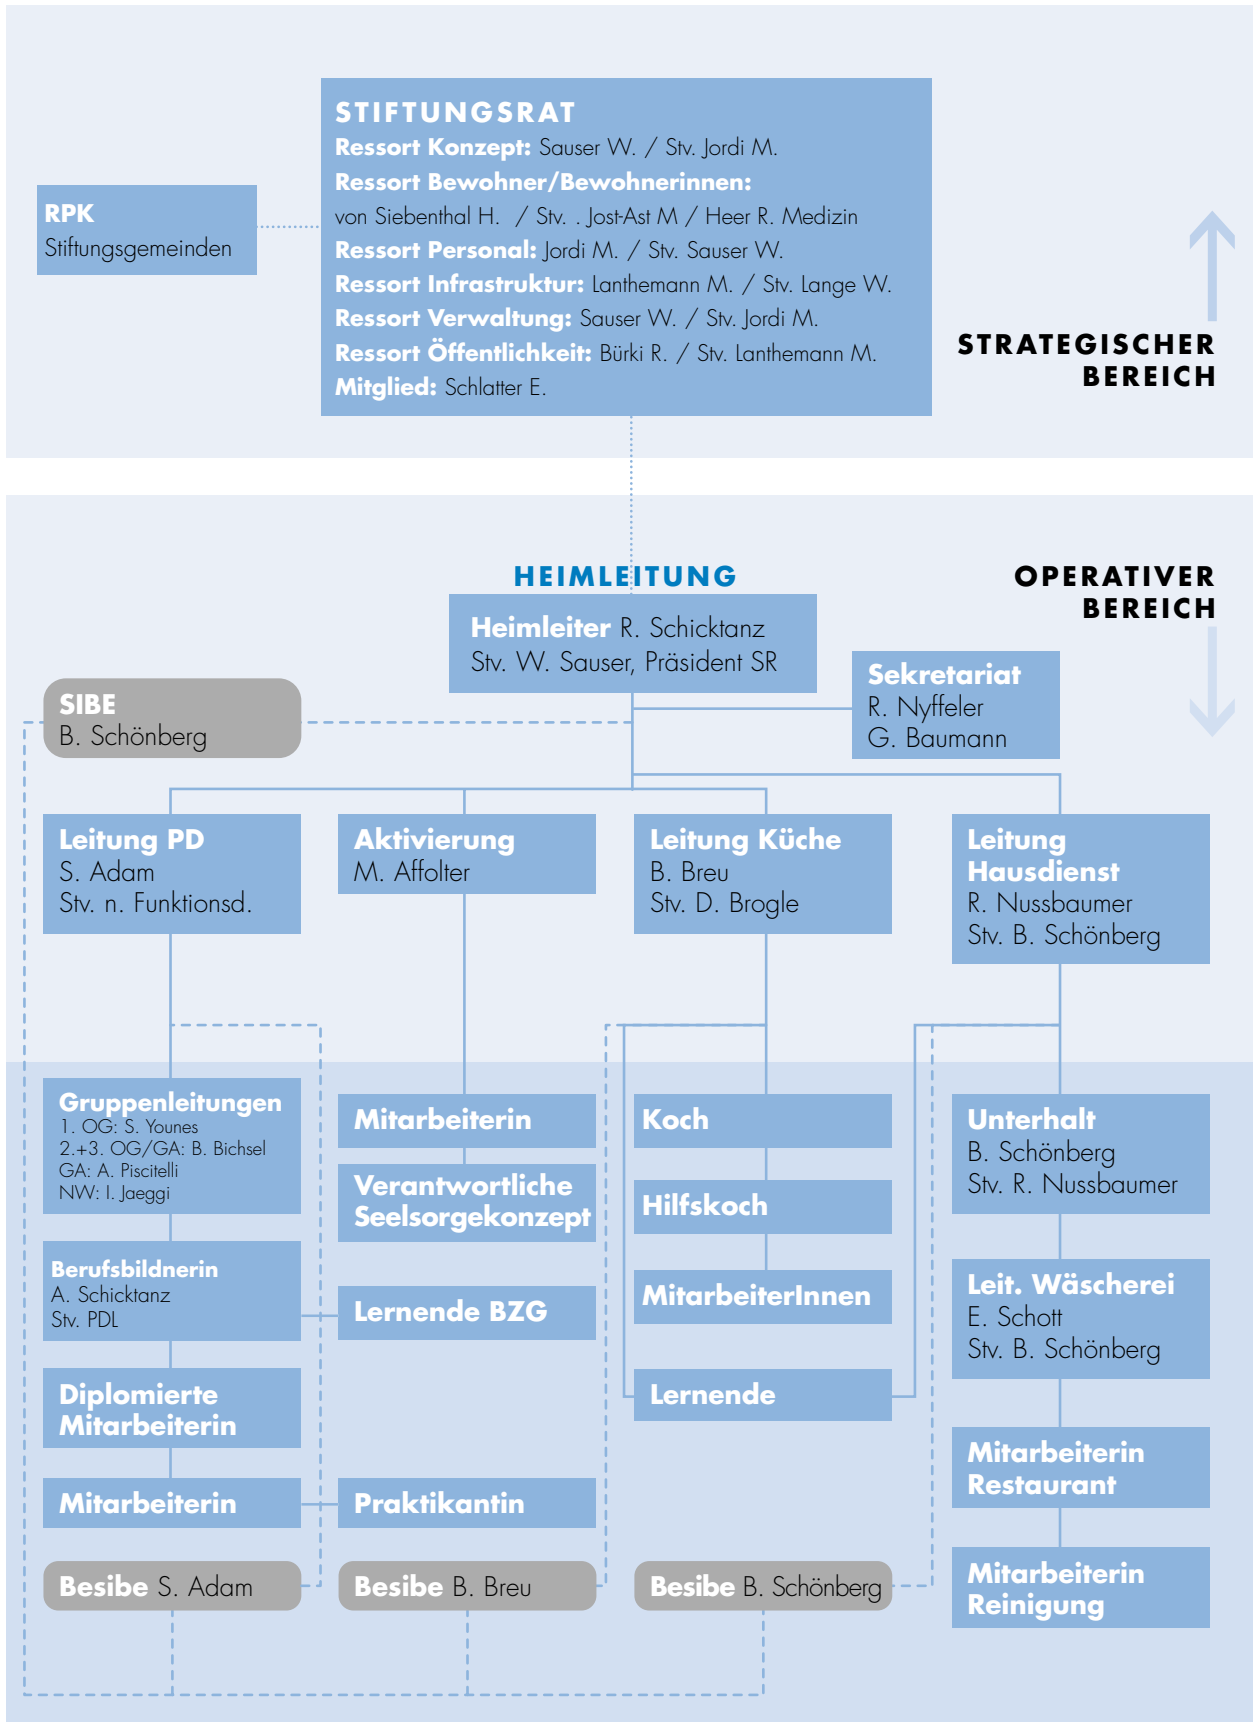 STIFTUNGSRAT
Ressort Konzept: Sauser W. / Stv. Jordi M.
Ressort Bewohner/Bewohnerinnen:
von Siebenthal H. / Stv. . Jost-Ast M / Heer R. Medizin
Ressort Personal: Jordi M. / Stv. Sauser W.
Ressort Infrastruktur: Lanthemann M. / Stv. Lange W.
Ressort Verwaltung: Sauser W. / Stv. Jordi M.
Ressort Öffentlichkeit: Bürki R. / Stv. Lanthemann M.
Mitglied: Schlatter E.
RPK
Stiftungsgemeinden
STRATEGISCHER
BEREICH
HEIMLEITUNG
OPERATIVER
BEREICH
Heimleiter R. Schicktanz
Stv. W. Sauser, Präsident SR
Sekretariat
R. Nyffeler
G. Baumann
SIBE
B. Schönberg
Leitung PD
S. Adam
Stv. n. Funktionsd.
Aktivierung
M. Affolter
Leitung Küche
B. Breu
Stv. D. Brogle
Leitung
Hausdienst
R. Nussbaumer
Stv. B. Schönberg
Gruppenleitungen
1. OG: S. Younes
2.+3. OG/GA: B. Bichsel
GA: A. Piscitelli
NW: I. Jaeggi
Mitarbeiterin
Verantwortliche
Seelsorgekonzept
Koch
Hilfskoch
MitarbeiterInnen
Unterhalt
B. Schönberg
Stv. R. Nussbaumer
Berufsbildnerin
A. Schicktanz
Stv. PDL
Lernende BZG
Lernende
Leit. Wäscherei
E. Schott
Stv. B. Schönberg
Diplomierte
Mitarbeiterin
Mitarbeiterin
Praktikantin
Mitarbeiterin
Restaurant
Besibe S. Adam
Besibe B. Breu
Besibe B. Schönberg
Mitarbeiterin
Reinigung